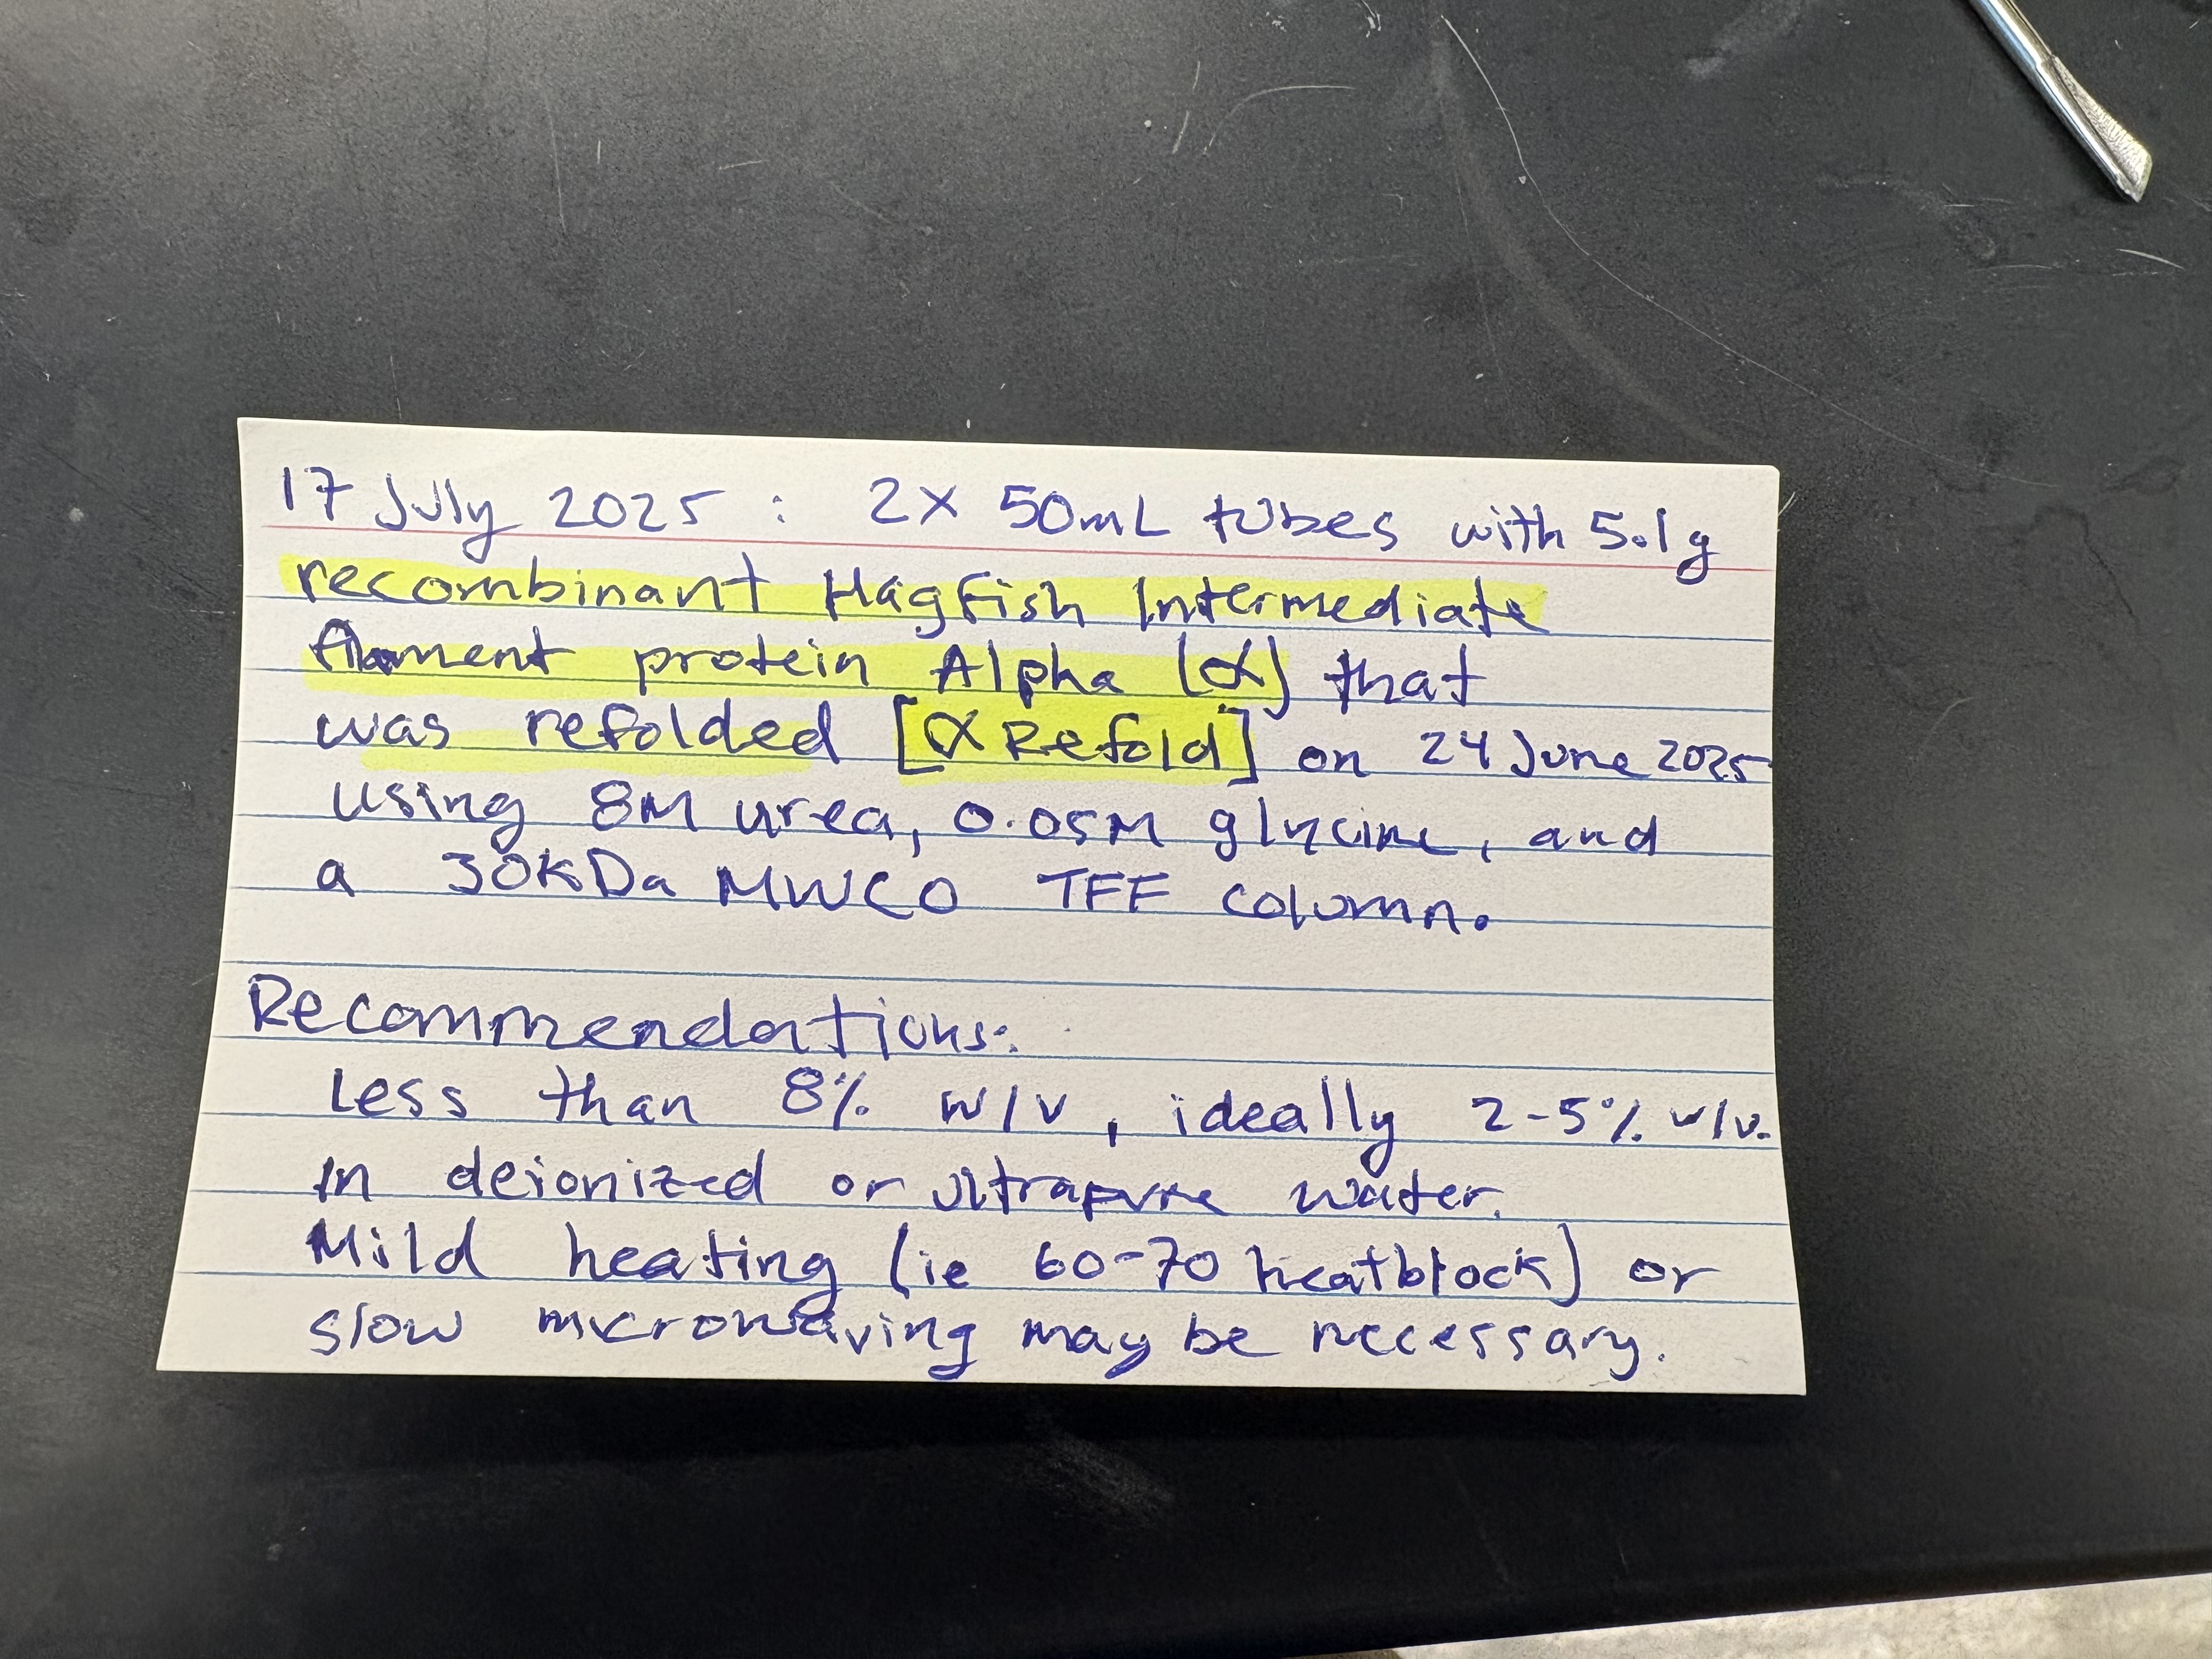 17 July 2025 : 2X 50mL tubes with 5.1g
recombinant Hagfish Intermediate
filament protein Alpha (α) that
was refolded [α Refold] on 24 June 2025
using 8M urea, 0.05M glycine, and
a 30kDa MWCO TFF column.
Recommendations:
Less than 8% w/v, ideally 2-5% w/v.
in deionized or ultrapure water.
Mild heating (ie 60-70 heatblock) or
slow microwaving may be necessary.